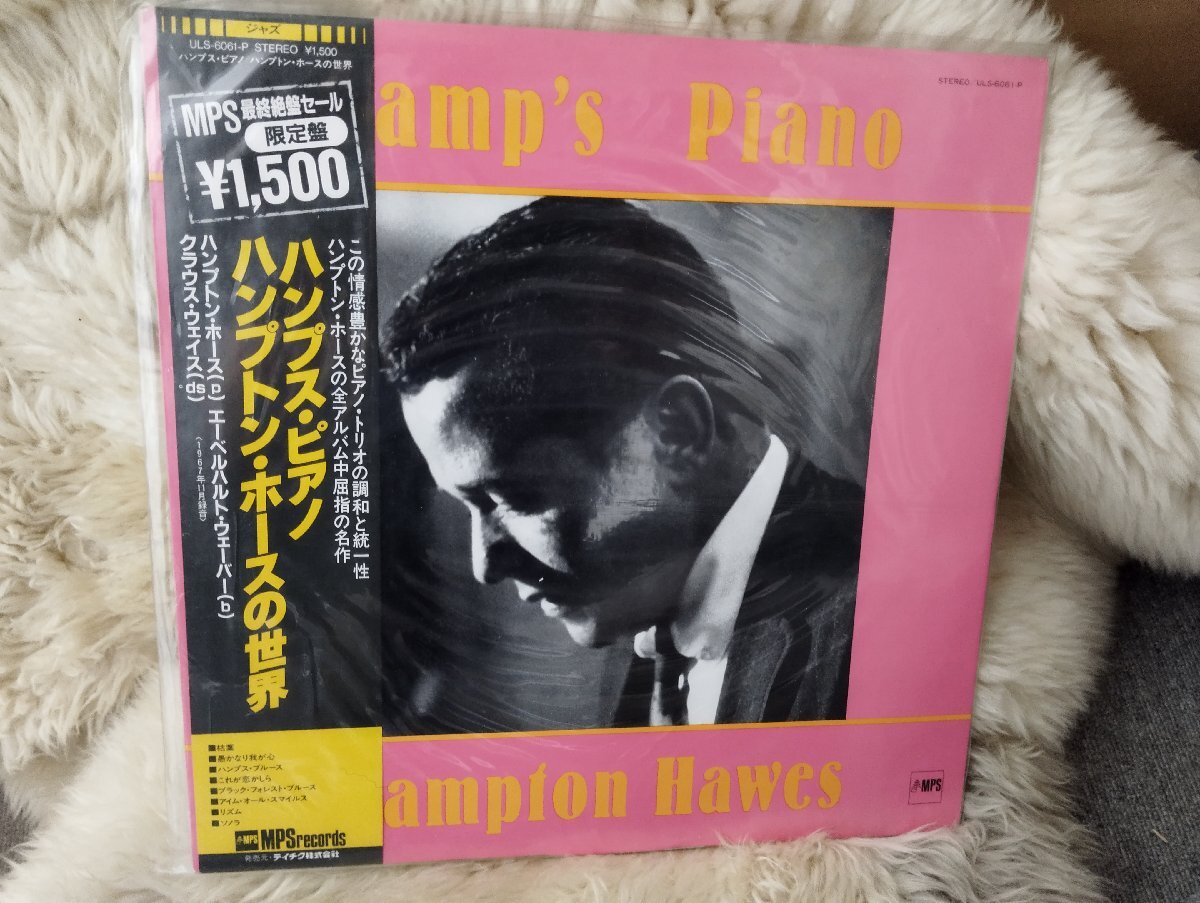 ジャズ
ULS-6061-P STEREO ¥1,500
ハンプス・ピアノ ハンプトン・ホースの世界
MPS 最終絶盤セール
限定盤
¥1,500
この情感豊かなピアノ・トリオの調和と統一性
ハンプトン・ホースの全アルバム中屈指の名作
ハンプス・ピアノ
ハンプトン・ホースの世界
ハンプトン・ホース(p) エーベルハルト・ウェーバー(b)
クラウス・ウェイス(ds)
(1967年11月録音)
■枯葉
■愚かなり我が心
■ハンプス・ブルース
■これが恋かしら
■ブラック・フォレスト・ブルース
■アイム・オール・スマイルス
■リズム
■ソノラ
MPS MPSrecords
発売元・テイチク株式会社
STEREO/ULS-6061-P
amp's Piano
ampton Hawes
MPS